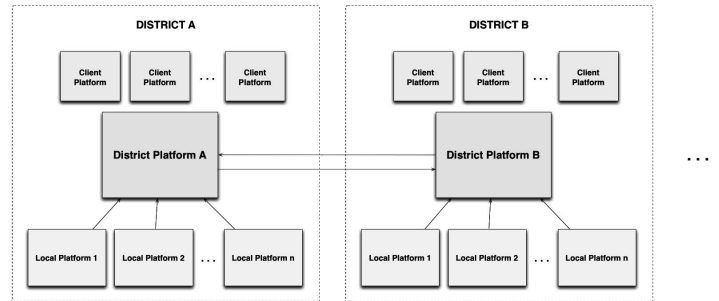 DISTRICT A
Client
Platform
Client
Platform
. . .
Client
Platform
District Platform A
Local Platform 1
Local Platform 2
. . .
Local Platform n
DISTRICT B
Client
Platform
Client
Platform
. . .
Client
Platform
District Platform B
Local Platform 1
Local Platform 2
. . .
Local Platform n
. . .